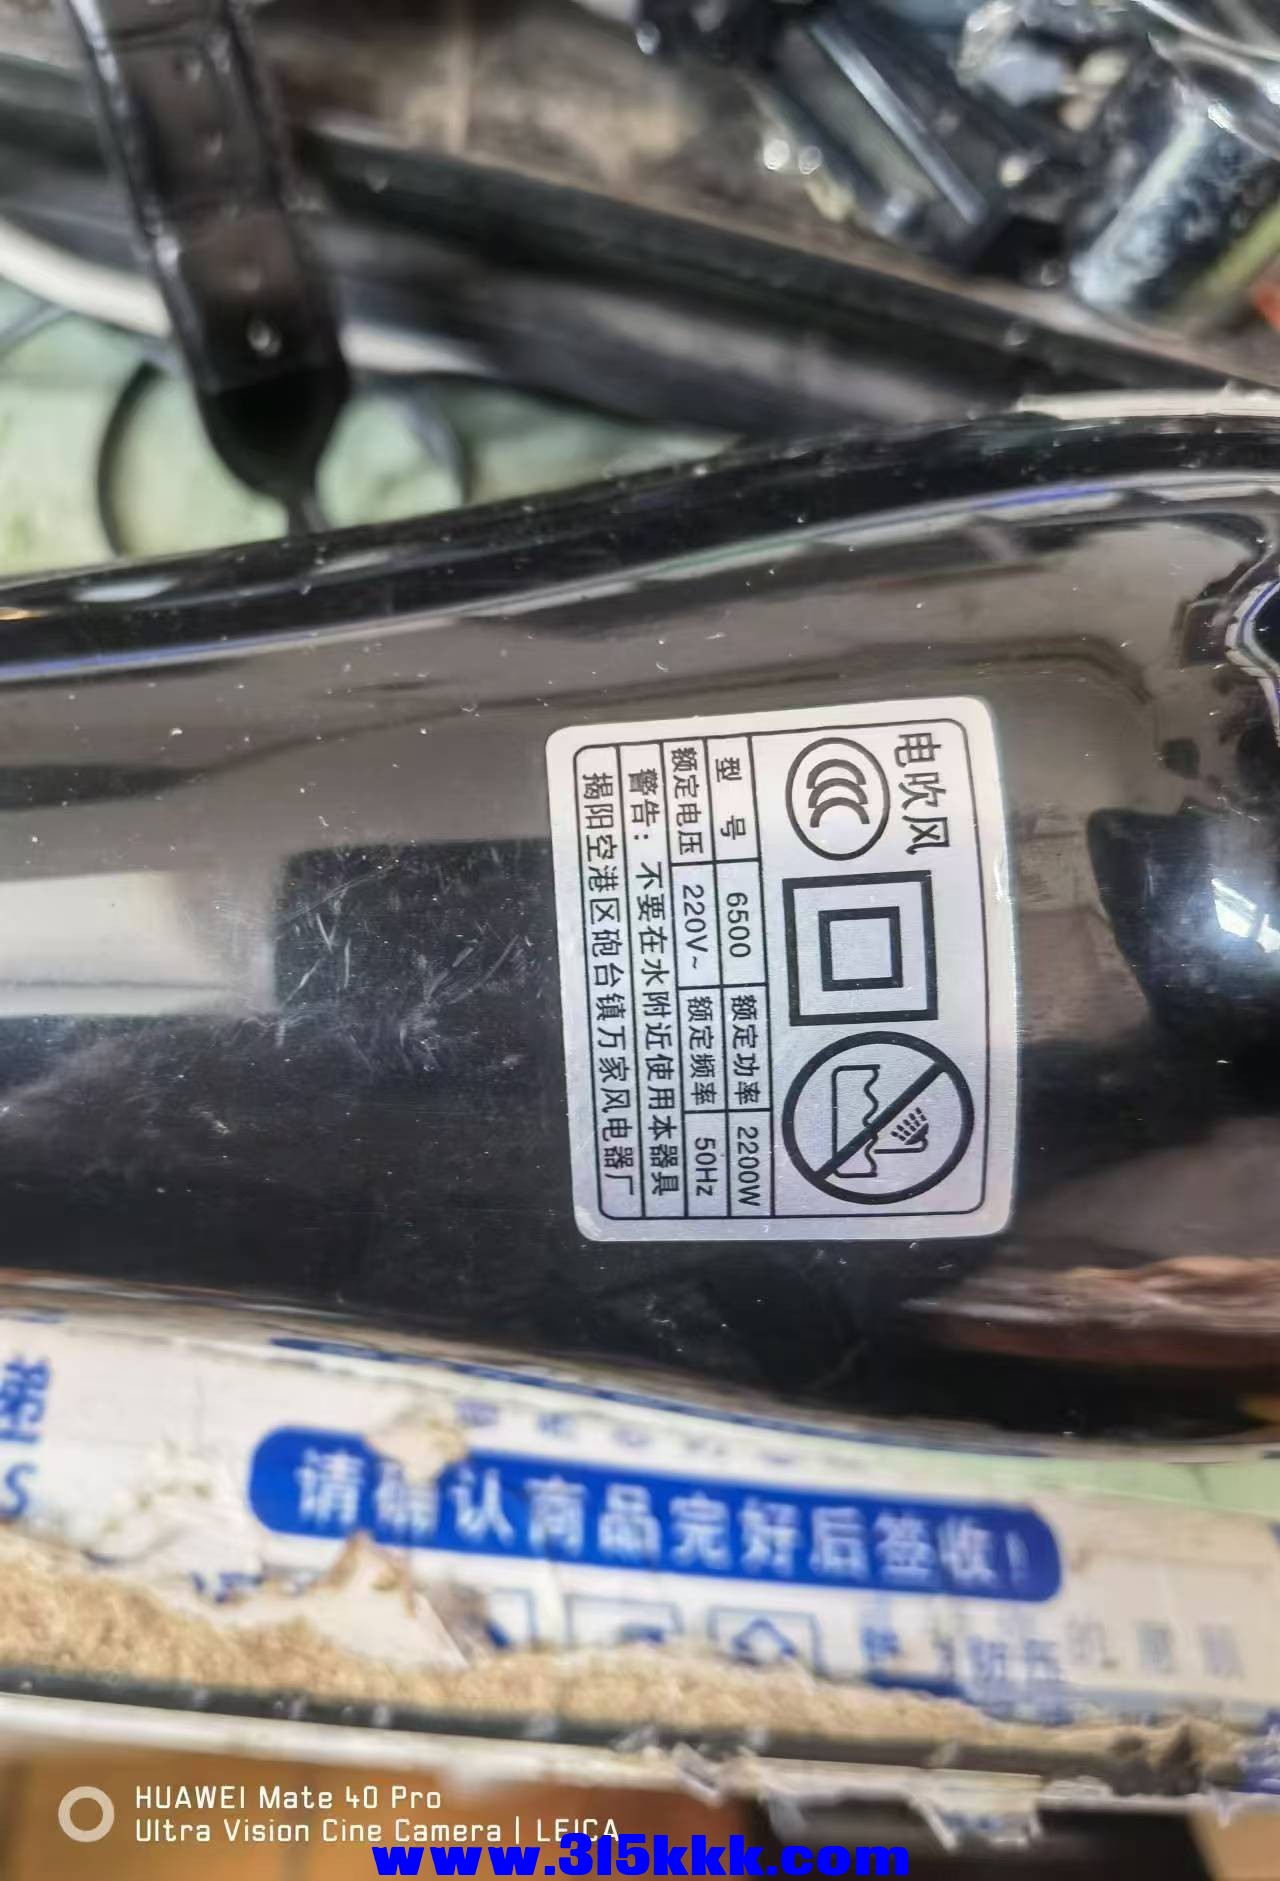 电吹风
型 号 6500 额定功率 2200W
额定电压 220V~ 额定频率 50Hz
警告：不要在水附近使用本器具
揭阳空港区砲台镇万家风电器厂
请确认商品完好后签收!
HUAWEI Mate 40 Pro
Ultra Vision Cine Camera | LEICA
www.315kkk.com